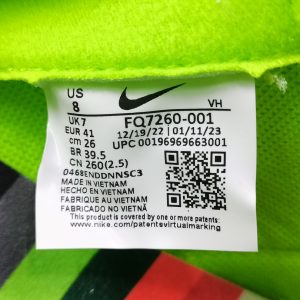 US
8
VH
UK 7
FQ7260-001
EUR 41
12/19/22 | 01/11/23
cm 26
UPC 00196969663001
BR 39.5
CN 260(2.5)
0468ENDDNNSC3
MADE IN VIETNAM
HECHO EN VIETNAM
FABRIQUE AU VIETNAM
FABRICADO NO VIETNÃ
This product is covered by one or more patents, see
www.nike.com/patentsvirtualmarking